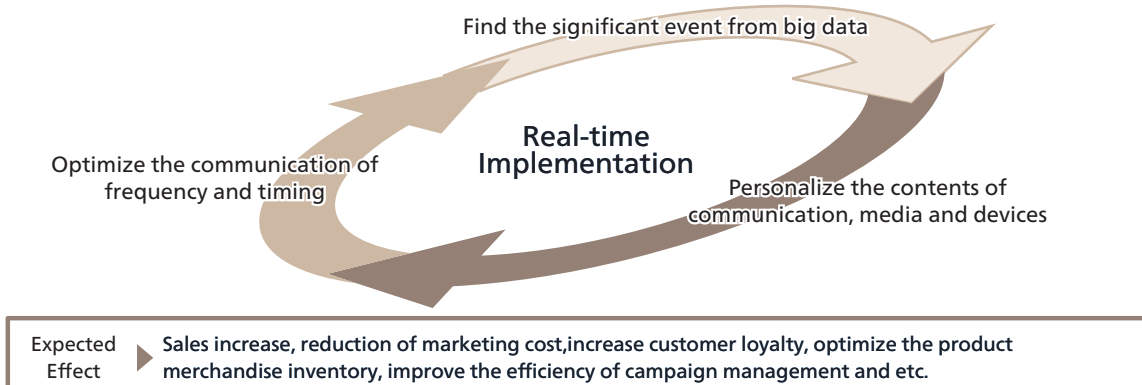 Find the significant event from big data
Real-time
Implementation
Optimize the communication of
frequency and timing
Personalize the contents of
communication, media and devices
Expected
Effect
Sales increase, reduction of marketing cost,increase customer loyalty, optimize the product
merchandise inventory, improve the efficiency of campaign management and etc.